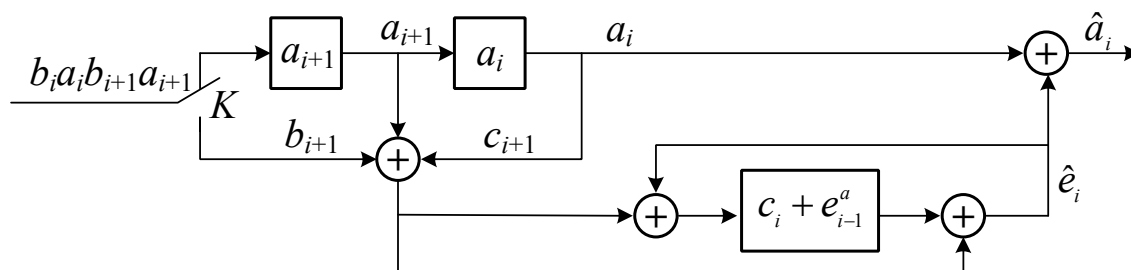 b_i a_i b_{i+1} a_{i+1}
K
a_{i+1}
a_{i+1}
a_i
a_i
+
â_i
b_{i+1}
+
c_{i+1}
+
c_i + e^a_{i-1}
+
ê_i